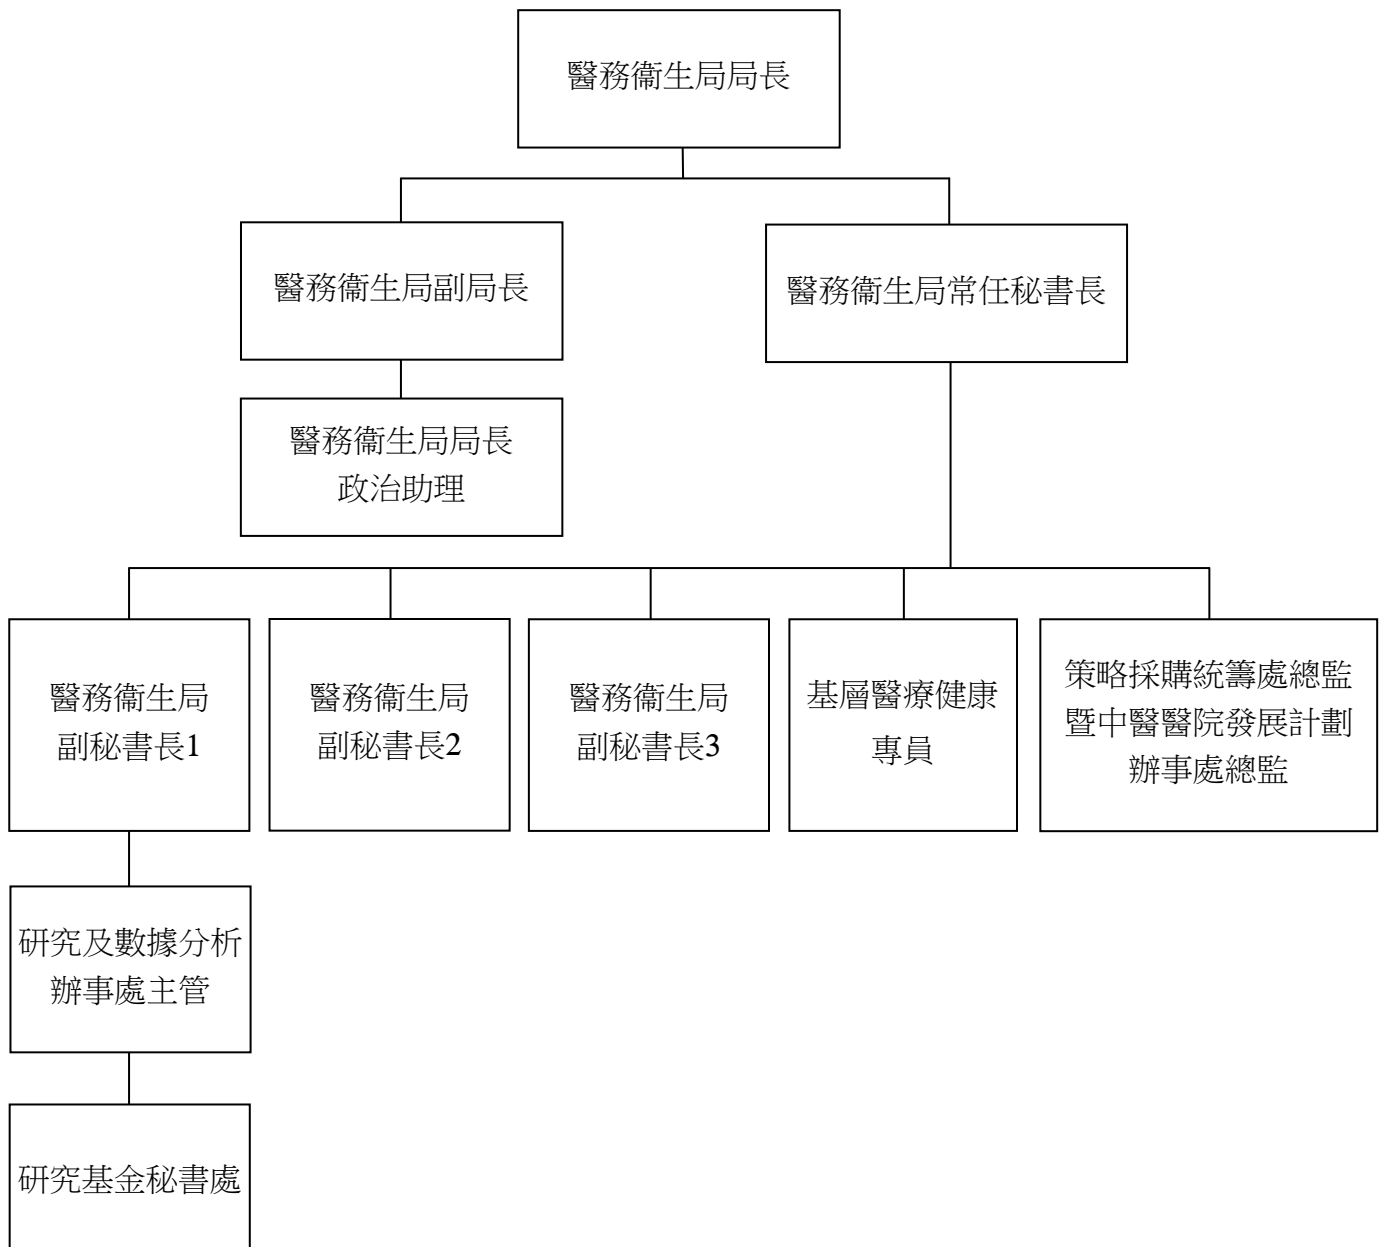 醫務衞生局局長
醫務衞生局副局長
醫務衞生局常任秘書長
醫務衞生局局長
政治助理
醫務衞生局
副秘書長1
醫務衞生局
副秘書長2
醫務衞生局
副秘書長3
基層醫療健康
專員
策略採購統籌處總監
暨中醫醫院發展計劃
辦事處總監
研究及數據分析
辦事處主管
研究基金秘書處